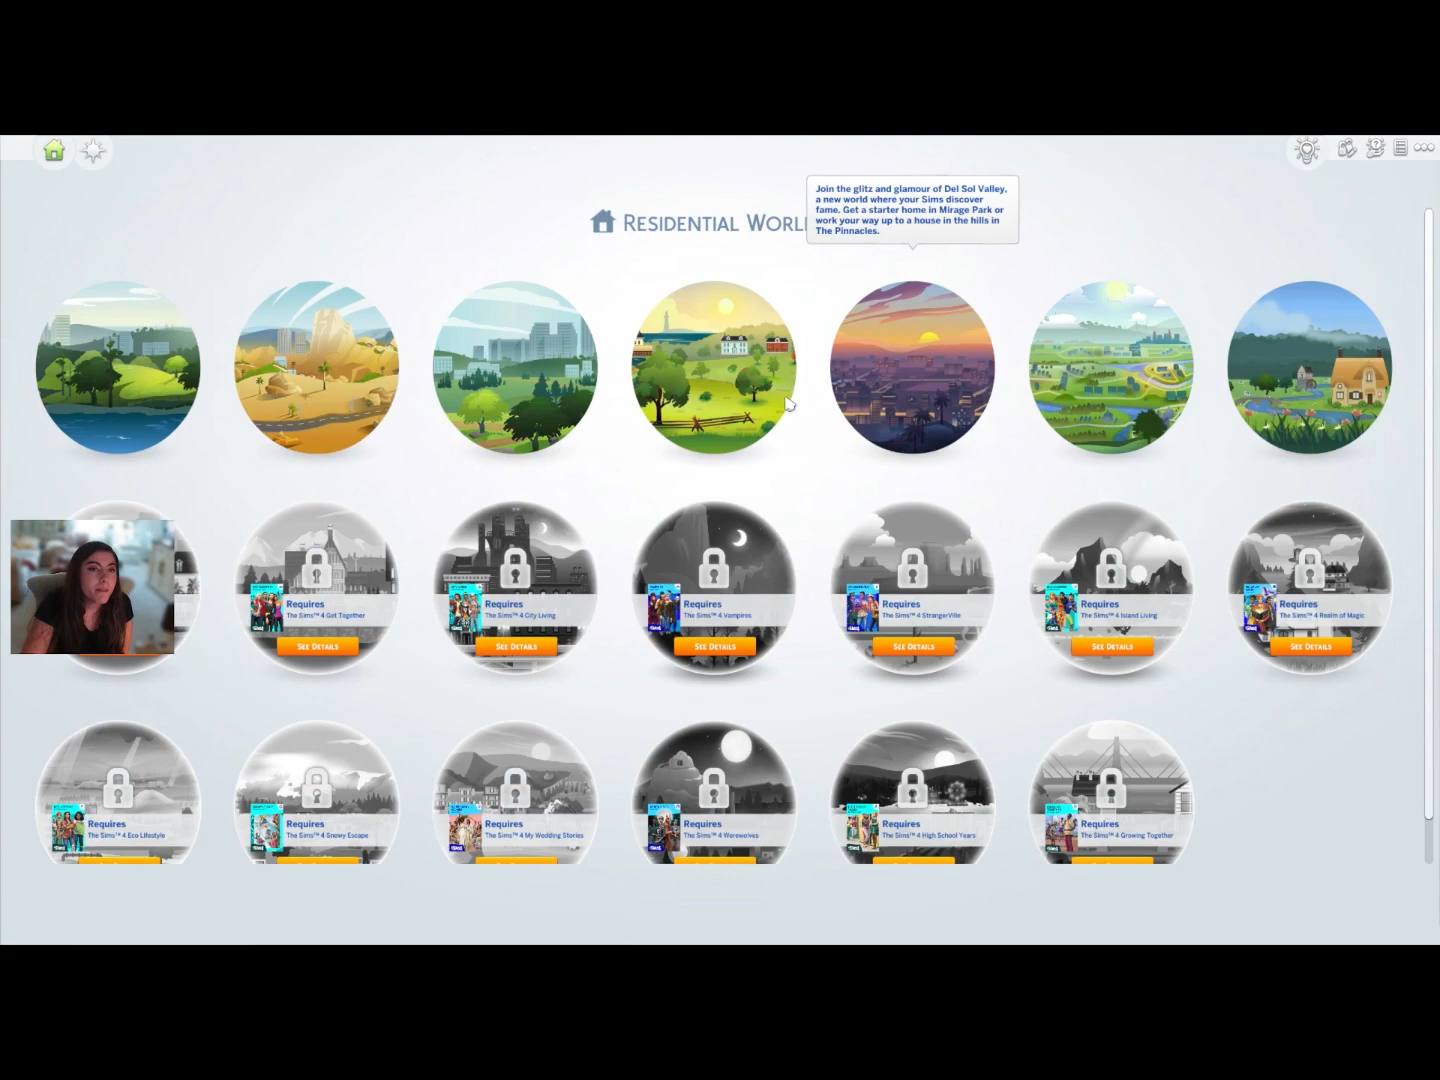 Join the glitz and glamour of Del Sol Valley,
a new world where your Sims discover
fame. Get a starter home in Mirage Park or
work your way up to a house in the hills in
The Pinnacles.
RESIDENTIAL WORL
Requires
The Sims™ 4 Get Together
SEE DETAILS
Requires
The Sims™ 4 City Living
SEE DETAILS
Requires
The Sims™ 4 Vampires
SEE DETAILS
Requires
The Sims™ 4 StrangerVille
SEE DETAILS
Requires
The Sims™ 4 Island Living
SEE DETAILS
Requires
The Sims™ 4 Realm of Magic
SEE DETAILS
Requires
The Sims™ 4 Eco Lifestyle
Requires
The Sims™ 4 Snowy Escape
Requires
The Sims™ 4 My Wedding Stories
Requires
The Sims™ 4 Werewolves
Requires
The Sims™ 4 High School Years
Requires
The Sims™ 4 Growing Together